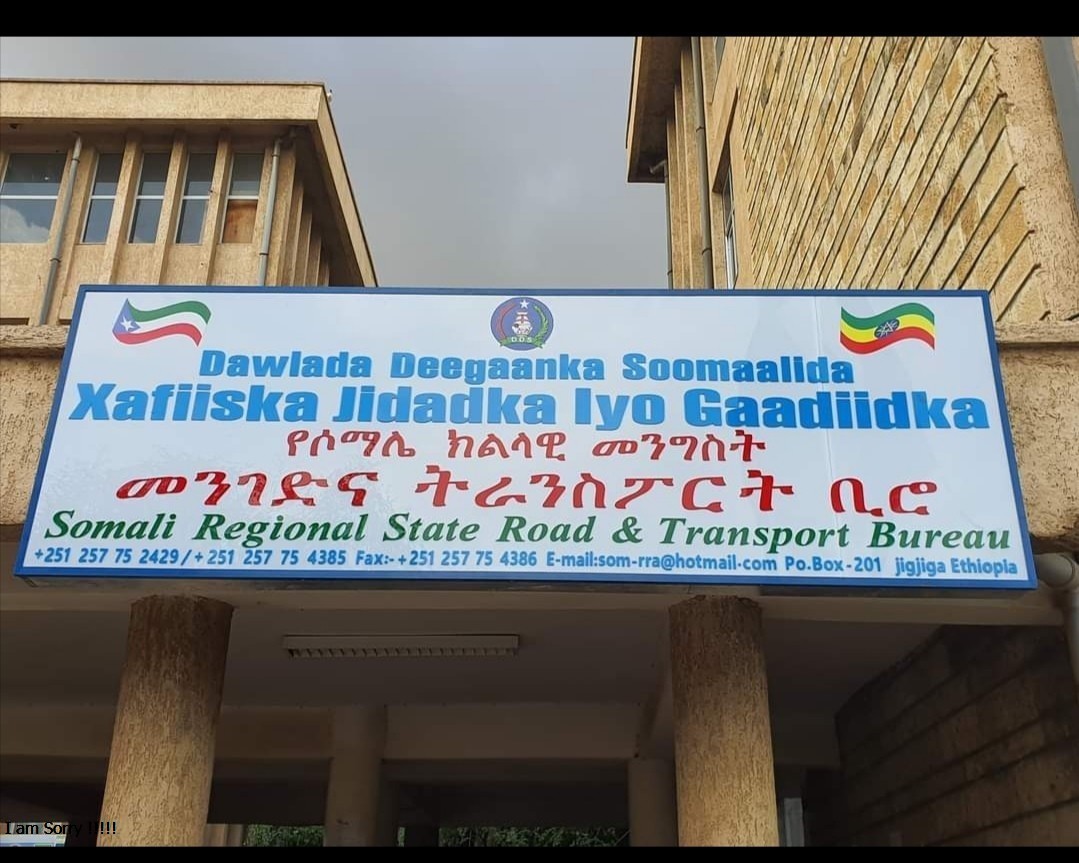 DDS
Dawlada Deegaanka Soomaalida
Xafiiska Jidadka Iyo Gaadiidka
የሶማሌ ክልላዊ መንግስት
መንገድና ትራንስፖርት ቢሮ
Somali Regional State Road & Transport Bureau
+251 257 75 2429/+251 257 75 4385 Fax:-+251 257 75 4386 E-mail:som-rra@hotmail.com Po.Box-201 jigjiga Ethiopia
I am Sorry !!!!!